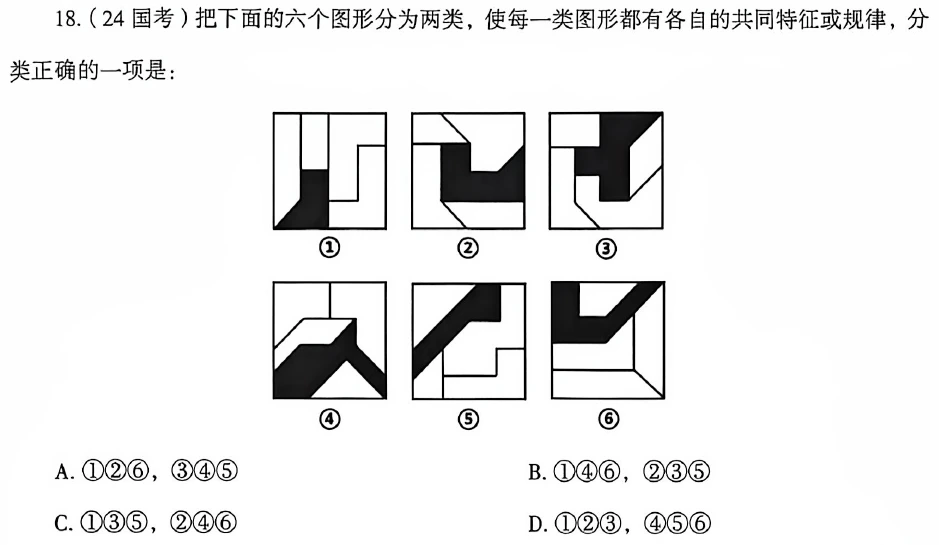 18.（24 国考）把下面的六个图形分为两类，使每一类图形都有各自的共同特征或规律，分
类正确的一项是：
① ② ③
④ ⑤ ⑥
A. ①②⑥，③④⑤ B. ①④⑥，②③⑤
C. ①③⑤，②④⑥ D. ①②③，④⑤⑥